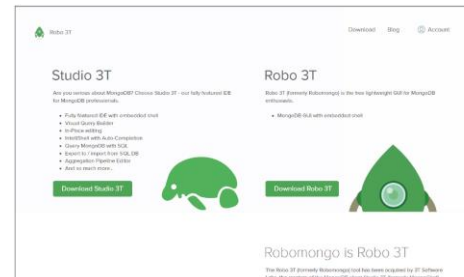 Robo 3T
Download Blog Account
Studio 3T
Are you serious about MongoDB? Choose Studio 3T - our fully featured IDE
for MongoDB professionals.
Fully featured IDE with embedded shell
Visual Query Builder
In-Place editing
IntelliShell with Auto Completion
Query MongoDB with SQL
Export to / Import from SQL DB
Aggregation Pipeline Editor
And so much more...
Download Studio 3T
Robo 3T
Robo 3T (formerly Robomongo) is the free lightweight GUI for MongoDB
enthusiasts.
MongoDB GUI with embedded shell
Download Robo 3T
Robomongo is Robo 3T
The Robo 3T (formerly Robomongo) tool has been acquired by 3T Software